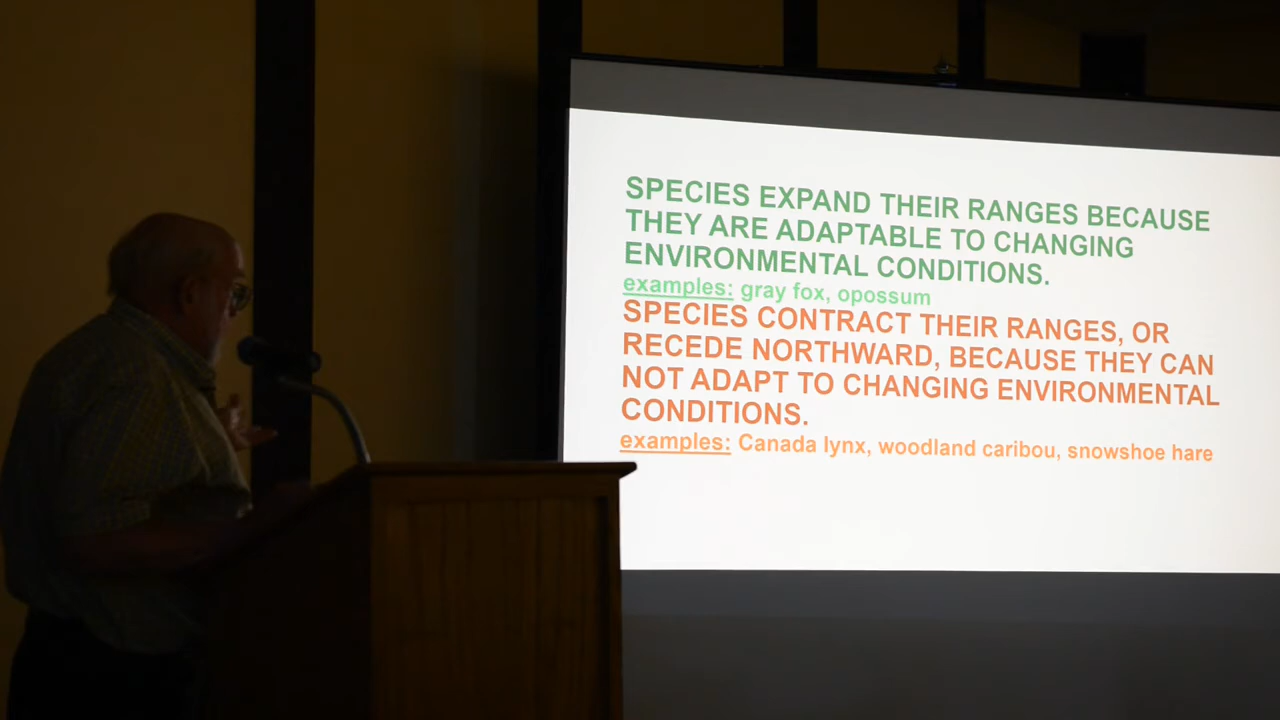 SPECIES EXPAND THEIR RANGES BECAUSE
THEY ARE ADAPTABLE TO CHANGING
ENVIRONMENTAL CONDITIONS.
examples: gray fox, opossum
SPECIES CONTRACT THEIR RANGES, OR
RECEDE NORTHWARD, BECAUSE THEY CAN
NOT ADAPT TO CHANGING ENVIRONMENTAL
CONDITIONS.
examples: Canada lynx, woodland caribou, snowshoe hare